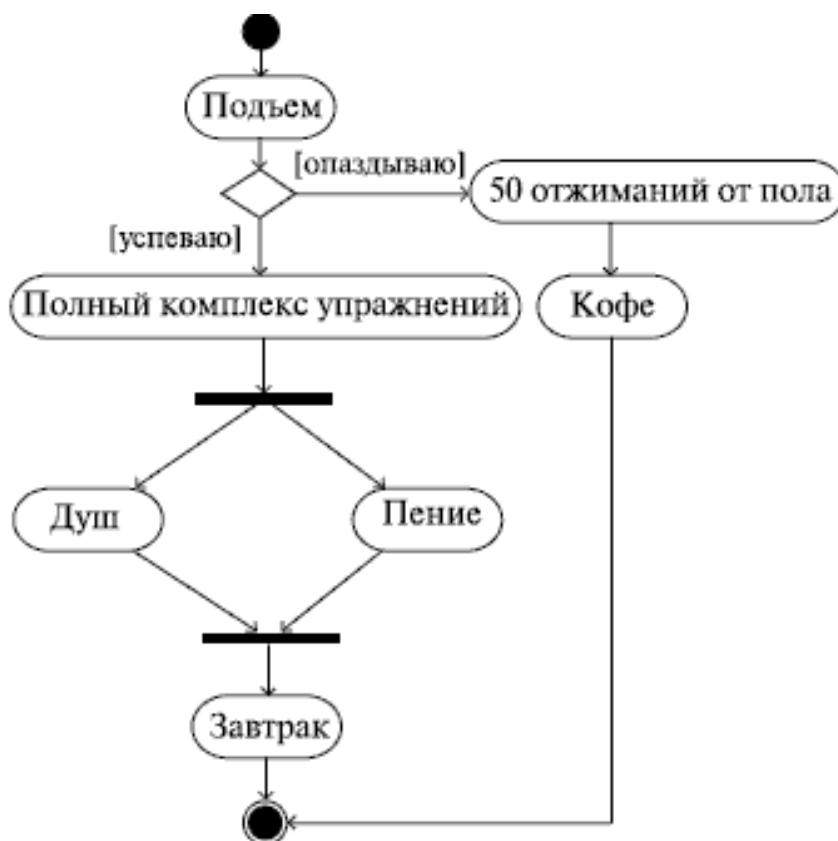 Подъем
[опаздываю]
50 отжиманий от пола
[успеваю]
Полный комплекс упражнений
Кофе
Душ
Пение
Завтрак